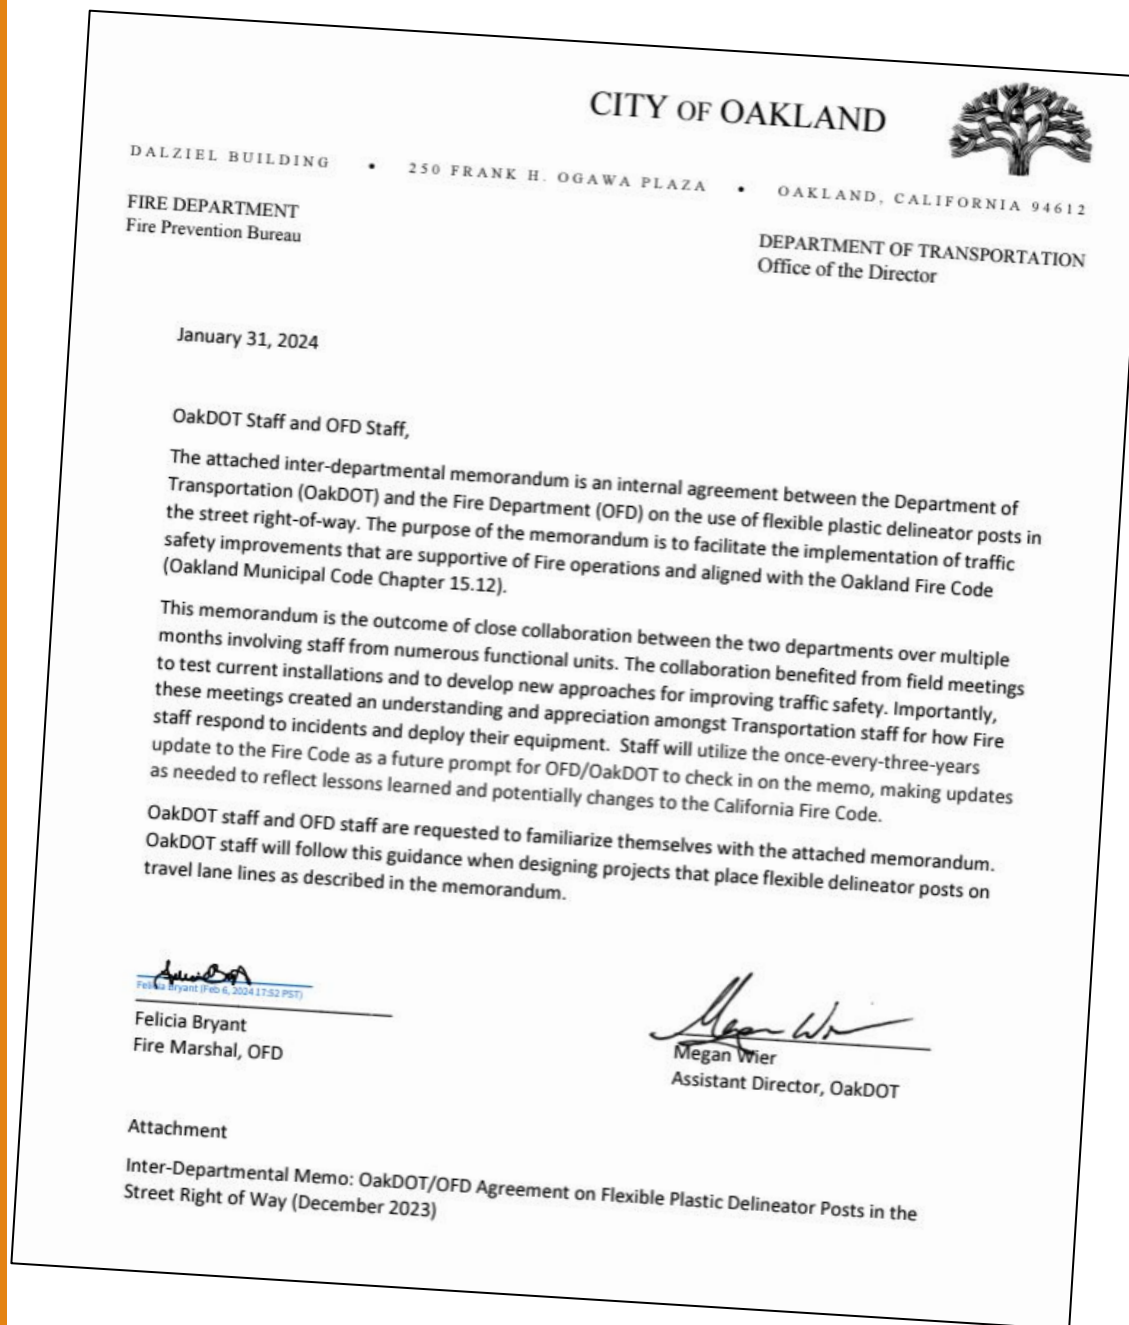 CITY OF OAKLAND
DALZIEL BUILDING • 250 FRANK H. OGAWA PLAZA • OAKLAND, CALIFORNIA 94612
FIRE DEPARTMENT
Fire Prevention Bureau
DEPARTMENT OF TRANSPORTATION
Office of the Director
January 31, 2024
OakDOT Staff and OFD Staff,
The attached inter-departmental memorandum is an internal agreement between the Department of
Transportation (OakDOT) and the Fire Department (OFD) on the use of flexible plastic delineator posts in
the street right-of-way. The purpose of the memorandum is to facilitate the implementation of traffic
safety improvements that are supportive of Fire operations and aligned with the Oakland Fire Code
(Oakland Municipal Code Chapter 15.12).
This memorandum is the outcome of close collaboration between the two departments over multiple
months involving staff from numerous functional units. The collaboration benefited from field meetings
to test current installations and to develop new approaches for improving traffic safety. Importantly,
these meetings created an understanding and appreciation amongst Transportation staff for how Fire
staff respond to incidents and deploy their equipment. Staff will utilize the once-every-three-years
update to the Fire Code as a future prompt for OFD/OakDOT to check in on the memo, making updates
as needed to reflect lessons learned and potentially changes to the California Fire Code.
OakDOT staff and OFD staff are requested to familiarize themselves with the attached memorandum.
OakDOT staff will follow this guidance when designing projects that place flexible delineator posts on
travel lane lines as described in the memorandum.
Felicia Bryant (Feb 6, 2024 17:52 PST)
Felicia Bryant
Fire Marshal, OFD
Megan Wier
Megan Wier
Assistant Director, OakDOT
Attachment
Inter-Departmental Memo: OakDOT/OFD Agreement on Flexible Plastic Delineator Posts in the
Street Right of Way (December 2023)